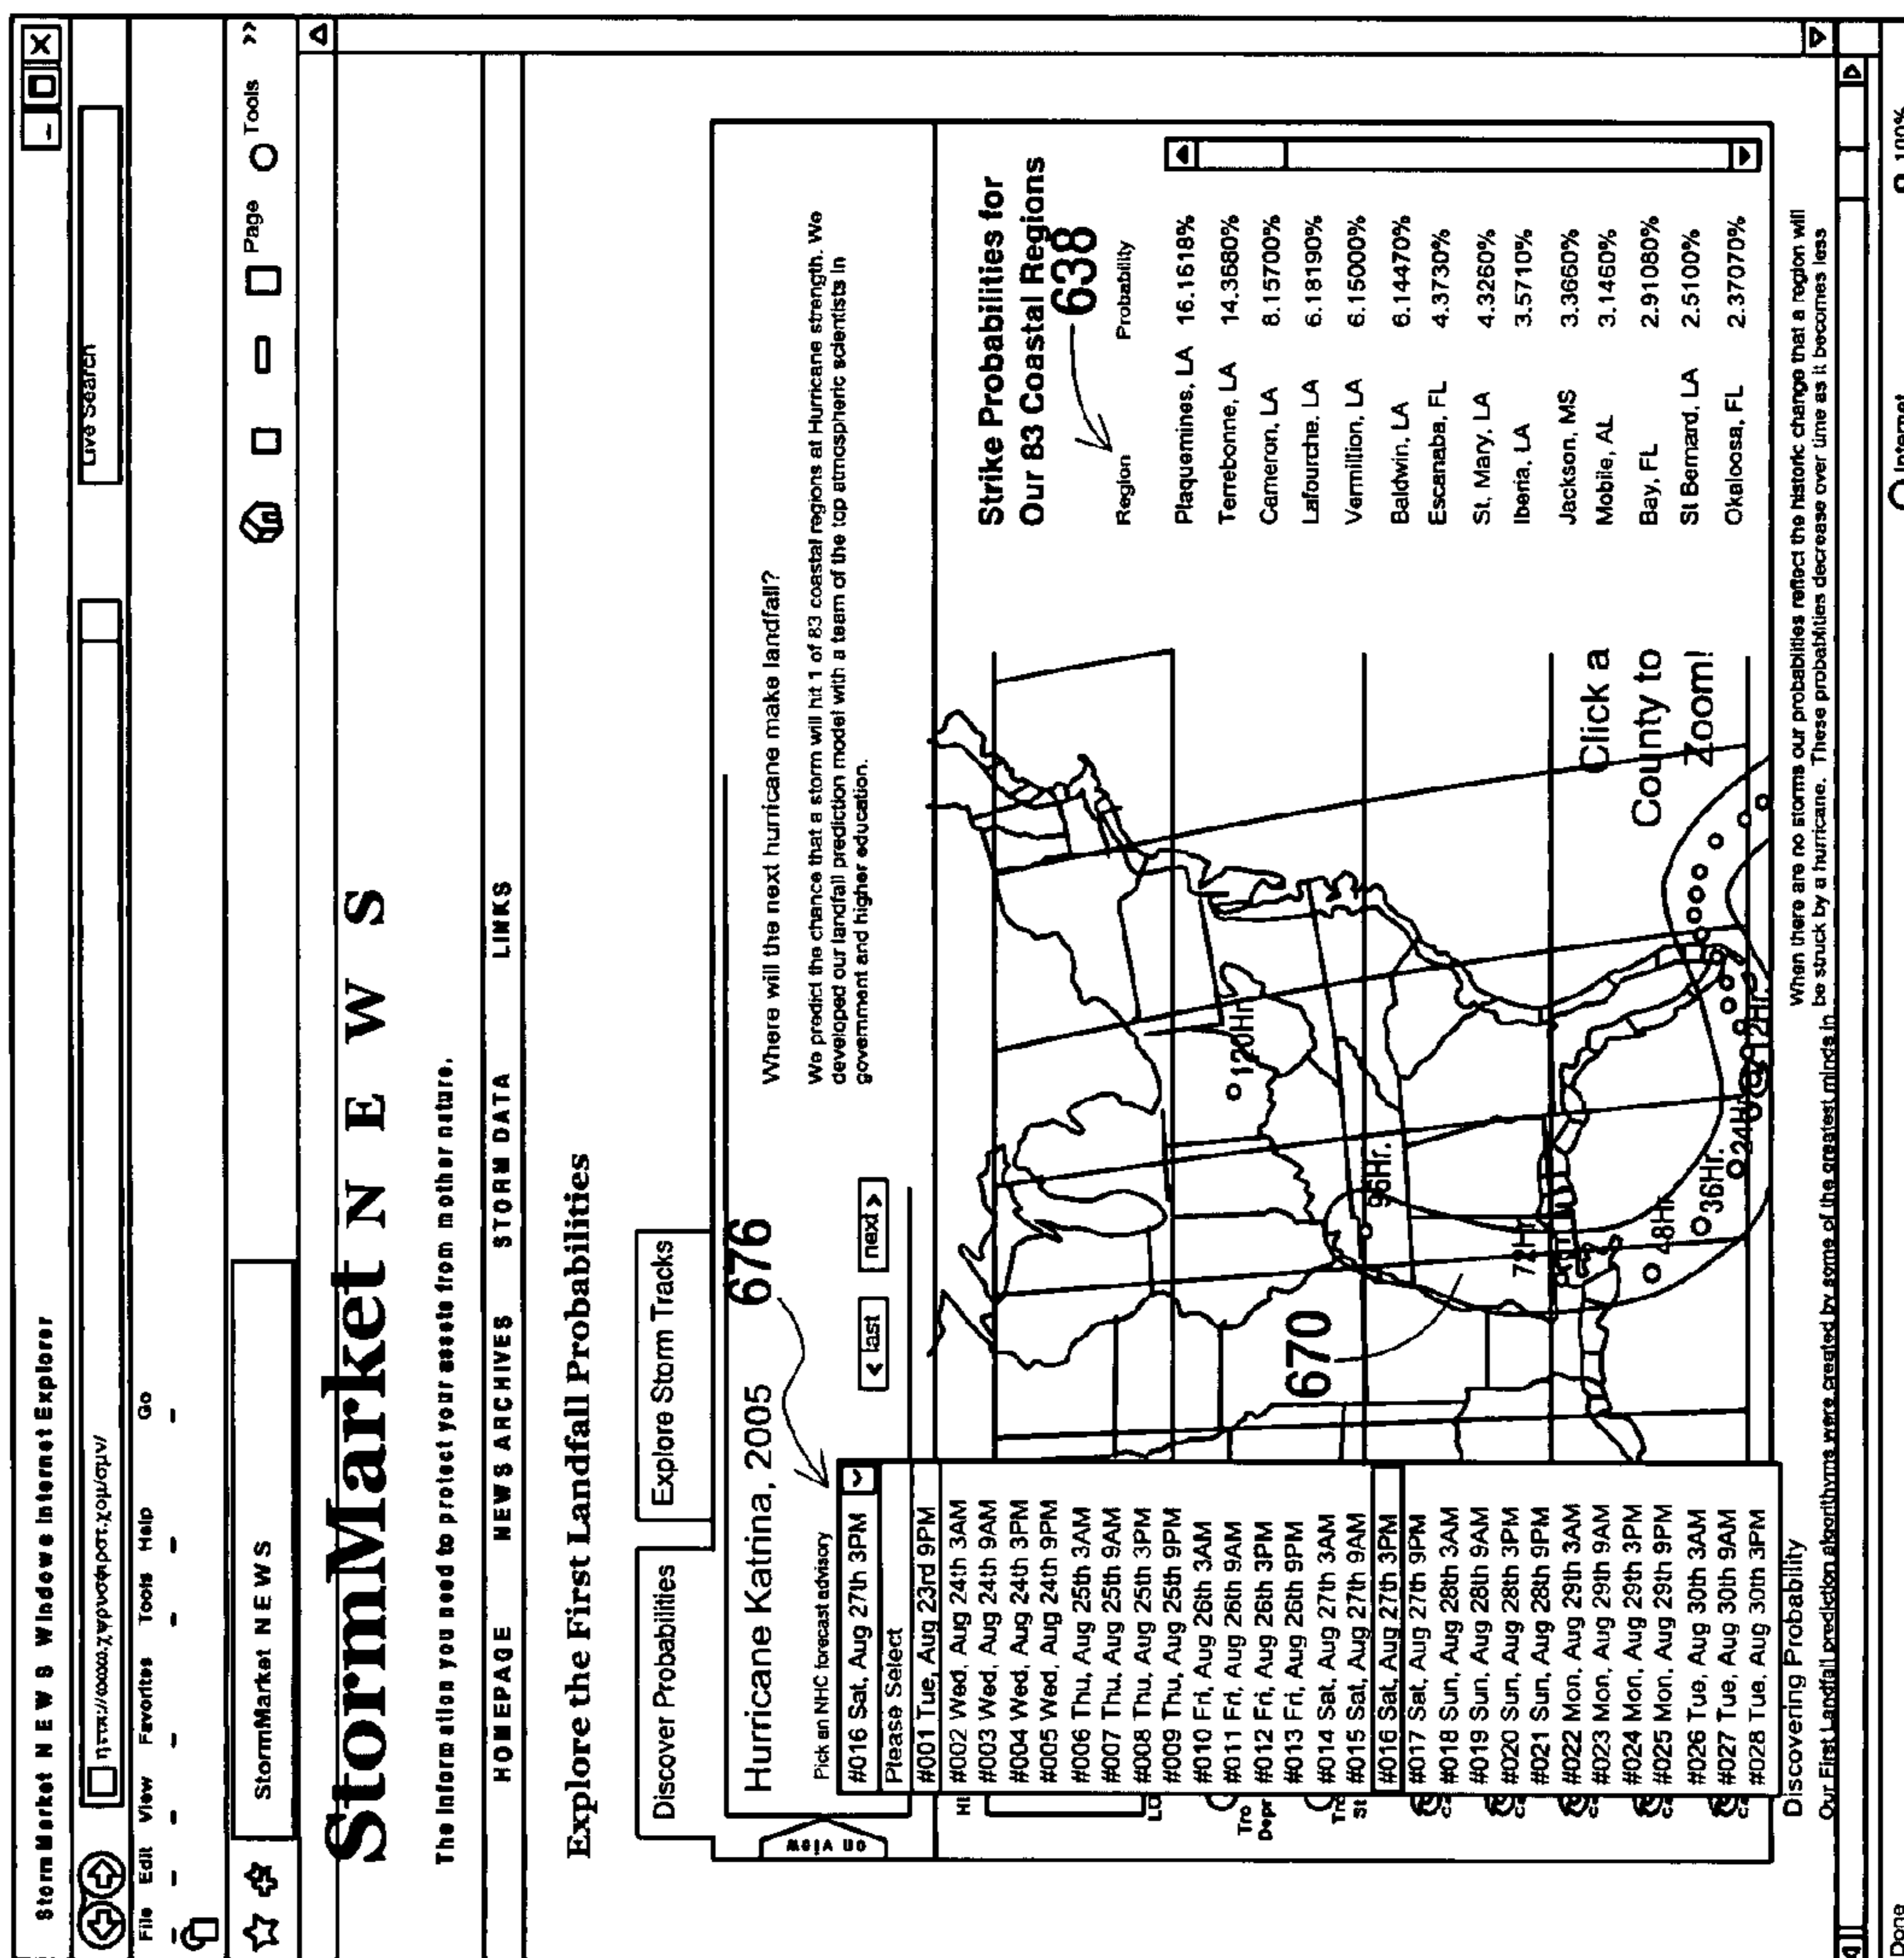 Storm Market N E W S Windows Internet Explorer
ηττπ://ωωω.χψρυσφιρστ.χομ/σμν/
Live Search
File Edit View Favorites Tools Help Go
StormMarket N E W S
Page Tools »
StormMarket N E W S
The Information you need to protect your assets from mother nature.
HOMEPAGE NEWS ARCHIVES STORM DATA LINKS
Explore the First Landfall Probabilities
Discover Probabilities
Explore Storm Tracks
on view
Hurricane Katrina, 2005
676
Where will the next hurricane make landfall?
We predict the chance that a storm will hit 1 of 83 coastal regions at Hurricane strength. We
developed our landfall prediction model with a team of the top atmospheric scientists in
government and higher education.
Pick an NHC forecast advisory
#016 Sat, Aug 27th 3PM
< last
next >
Please Select
#001 Tue, Aug 23rd 9PM
#002 Wed, Aug 24th 3AM
#003 Wed, Aug 24th 9AM
#004 Wed, Aug 24th 3PM
#005 Wed, Aug 24th 9PM
#006 Thu, Aug 25th 3AM
#007 Thu, Aug 25th 9AM
#008 Thu, Aug 25th 3PM
#009 Thu, Aug 25th 9PM
#010 Fri, Aug 26th 3AM
#011 Fri, Aug 26th 9AM
#012 Fri, Aug 26th 3PM
#013 Fri, Aug 26th 9PM
#014 Sat, Aug 27th 3AM
#015 Sat, Aug 27th 9AM
#016 Sat, Aug 27th 3PM
#017 Sat, Aug 27th 9PM
#018 Sun, Aug 28th 3AM
#019 Sun, Aug 28th 9AM
#020 Sun, Aug 28th 3PM
#021 Sun, Aug 28th 9PM
#022 Mon, Aug 29th 3AM
#023 Mon, Aug 29th 9AM
#024 Mon, Aug 29th 3PM
#025 Mon, Aug 29th 9PM
#026 Tue, Aug 30th 3AM
#027 Tue, Aug 30th 9AM
#028 Tue, Aug 30th 3PM
HE
LO
Tro
Depr
Tro
St
120Hr.
96Hr.
670
72Hr.
48Hr.
36Hr.
24Hr.
12Hr.
Click a
County to
Zoom!
Strike Probabilities for
Our 83 Coastal Regions
638
Region Probability
Plaquemines, LA 16.1618%
Terrebonne, LA 14.3580%
Cameron, LA 8.15700%
Lafourche. LA 6.18190%
Vermillion, LA 6.15000%
Baldwin, LA 6.14470%
Escanaba, FL 4.3730%
St. Mary, LA 4.3260%
Iberia, LA 3.5710%
Jackson, MS 3.3660%
Mobile, AL 3.1460%
Bay, FL 2.91080%
St Bernard, LA 2.5100%
Okaloosa, FL 2.37070%
Discovering Probability
When there are no storms our probablities reflect the historic change that a region will
Our First Landfall prediction algorithyms were created by some of the greatest minds in be struck by a hurricane. These probablities decrease over time as it becomes less
Done
Internet
100%